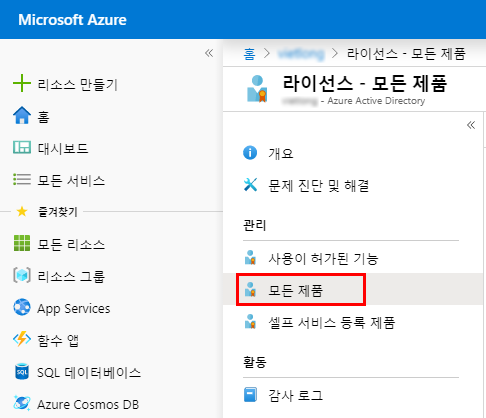 Microsoft Azure
«
리소스 만들기
홈
대시보드
모든 서비스
즐겨찾기
모든 리소스
리소스 그룹
App Services
함수 앱
SQL 데이터베이스
Azure Cosmos DB
홈 > > 라이선스 - 모든 제품
라이선스 - 모든 제품
- Azure Active Directory
«
개요
문제 진단 및 해결
관리
사용이 허가된 기능
모든 제품
셀프 서비스 등록 제품
활동
감사 로그